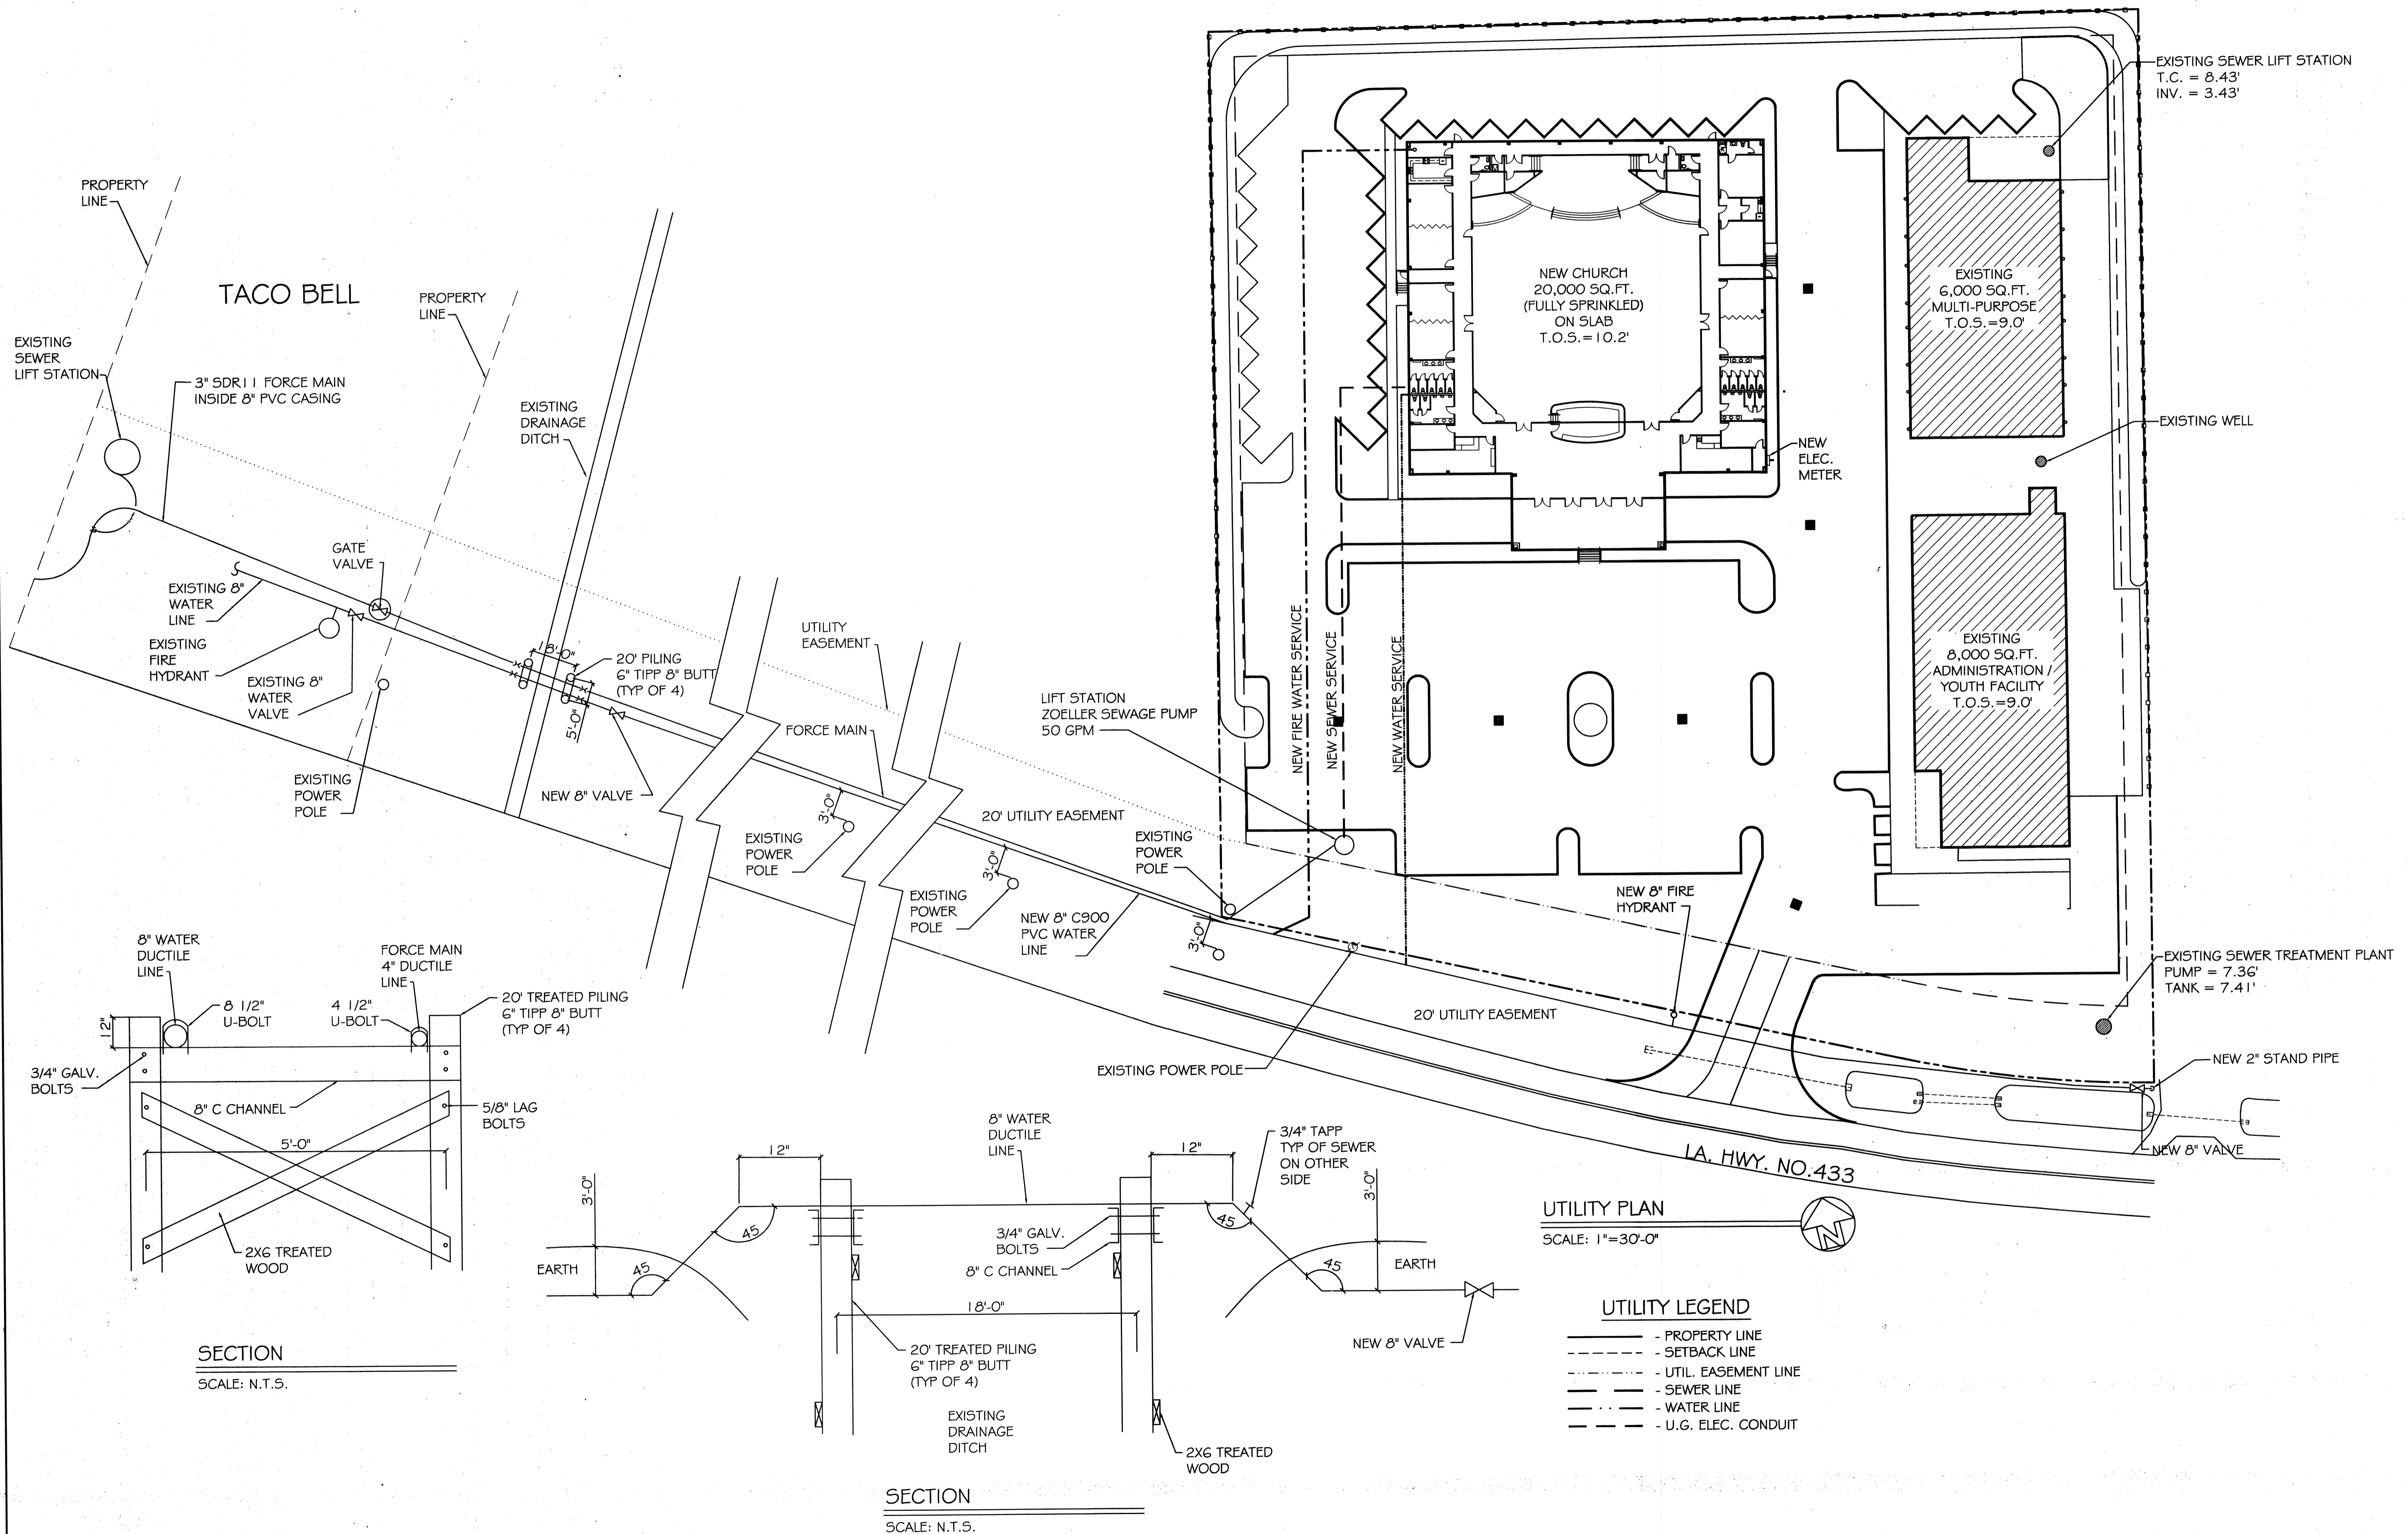 EXISTING SEWER LIFT STATION
T.C. = 8.43'
INV. = 3.43'
PROPERTY
LINE
TACO BELL
PROPERTY
LINE
EXISTING
SEWER
LIFT STATION
3" SDR11 FORCE MAIN
INSIDE 8" PVC CASING
EXISTING
DRAINAGE
DITCH
NEW CHURCH
20,000 SQ.FT.
(FULLY SPRINKLED)
ON SLAB
T.O.S.=10.2'
EXISTING
6,000 SQ.FT.
MULTI-PURPOSE
T.O.S.=9.0'
EXISTING WELL
NEW
ELEC.
METER
GATE
VALVE
EXISTING 8"
WATER
LINE
EXISTING
FIRE
HYDRANT
EXISTING 8"
WATER
VALVE
EXISTING
POWER
POLE
18'-0"
20' PILING
6" TIPP 8" BUTT
(TYP OF 4)
5'-0"
NEW 8" VALVE
UTILITY
EASEMENT
FORCE MAIN
LIFT STATION
ZOELLER SEWAGE PUMP
50 GPM
NEW FIRE WATER SERVICE
NEW SEWER SERVICE
NEW WATER SERVICE
EXISTING
8,000 SQ.FT.
ADMINISTRATION /
YOUTH FACILITY
T.O.S.=9.0'
3'-0"
EXISTING
POWER
POLE
20' UTILITY EASEMENT
3'-0"
EXISTING
POWER
POLE
EXISTING
POWER
POLE
NEW 8" C900
PVC WATER
LINE
3'-0"
NEW 8" FIRE
HYDRANT
20' UTILITY EASEMENT
EXISTING POWER POLE
EXISTING SEWER TREATMENT PLANT
PUMP = 7.36'
TANK = 7.41'
NEW 2" STAND PIPE
NEW 8" VALVE
LA. HWY. NO.433
8" WATER
DUCTILE
LINE
FORCE MAIN
4" DUCTILE
LINE
12"
8 1/2"
U-BOLT
4 1/2"
U-BOLT
20' TREATED PILING
6" TIPP 8" BUTT
(TYP OF 4)
3/4" GALV.
BOLTS
8" C CHANNEL
5/8" LAG
BOLTS
5'-0"
2X6 TREATED
WOOD
SECTION
SCALE: N.T.S.
8" WATER
DUCTILE
LINE
12"
12"
3/4" TAPP
TYP OF SEWER
ON OTHER
SIDE
3'-0"
3'-0"
45
45
45
45
EARTH
EARTH
3/4" GALV.
BOLTS
8" C CHANNEL
18'-0"
20' TREATED PILING
6" TIPP 8" BUTT
(TYP OF 4)
NEW 8" VALVE
EXISTING
DRAINAGE
DITCH
2X6 TREATED
WOOD
SECTION
SCALE: N.T.S.
UTILITY PLAN
SCALE: 1"=30'-0"
N
UTILITY LEGEND
- PROPERTY LINE
- SETBACK LINE
- UTIL. EASEMENT LINE
- SEWER LINE
- WATER LINE
- U.G. ELEC. CONDUIT